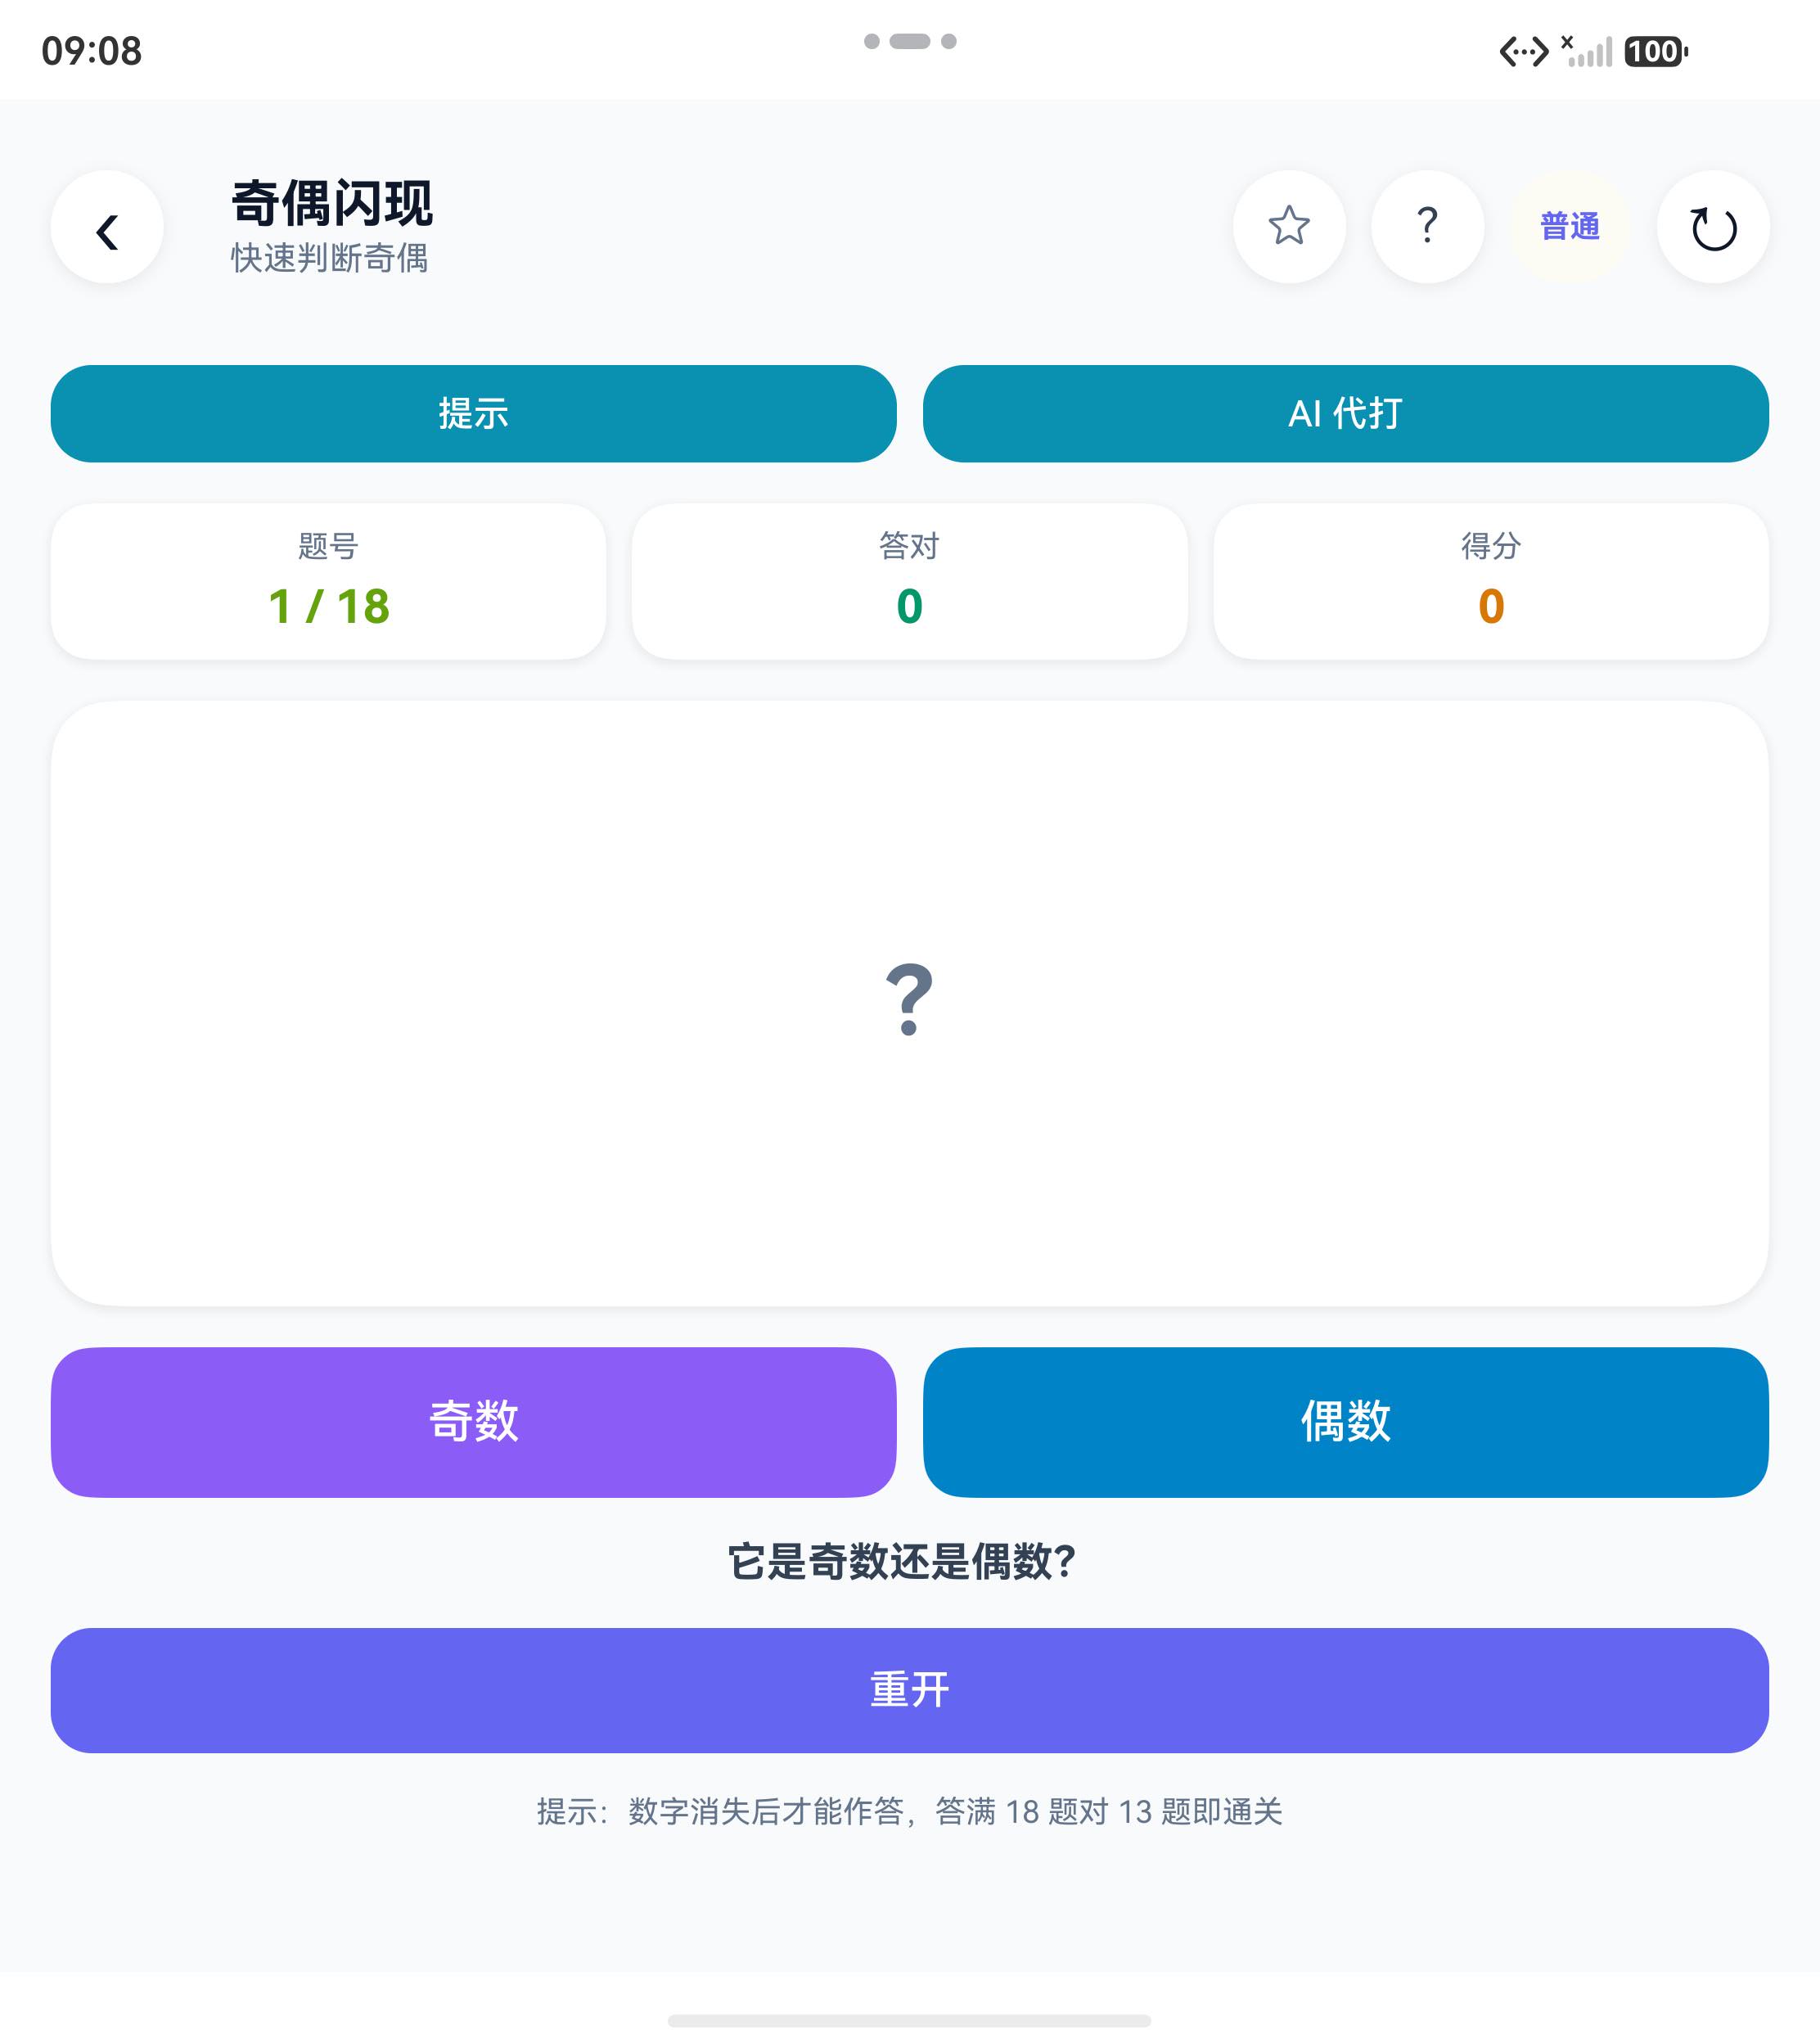 09:08
100
奇偶闪现
快速判断奇偶
?
普通
提示
AI 代打
题号
1 / 18
答对
0
得分
0
?
奇数
偶数
它是奇数还是偶数?
重开
提示：数字消失后才能作答，答满 18 题对 13 题即通关